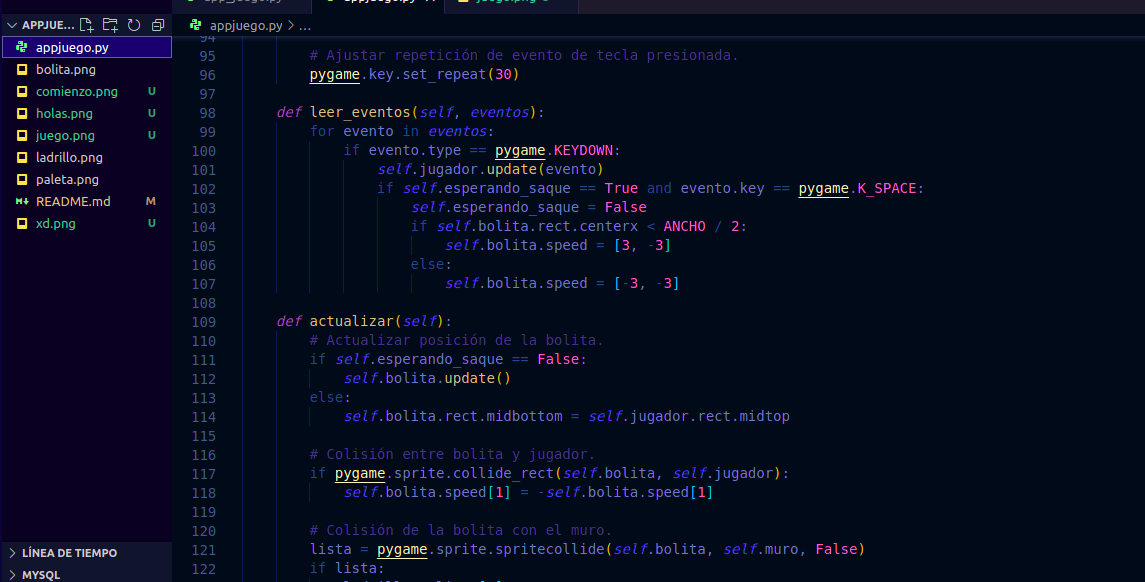 APPJUE...
appjuego.py
bolita.png
comienzo.png U
holas.png U
juego.png U
ladrillo.png
paleta.png
README.md M
xd.png U
LÍNEA DE TIEMPO
MYSQL
appjuego.py > ...
94
95 # Ajustar repetición de evento de tecla presionada.
96 pygame.key.set_repeat(30)
97
98 def leer_eventos(self, eventos):
99 for evento in eventos:
100 if evento.type == pygame.KEYDOWN:
101 self.jugador.update(evento)
102 if self.esperando_saque == True and evento.key == pygame.K_SPACE:
103 self.esperando_saque = False
104 if self.bolita.rect.centerx < ANCHO / 2:
105 self.bolita.speed = [3, -3]
106 else:
107 self.bolita.speed = [-3, -3]
108
109 def actualizar(self):
110 # Actualizar posición de la bolita.
111 if self.esperando_saque == False:
112 self.bolita.update()
113 else:
114 self.bolita.rect.midbottom = self.jugador.rect.midtop
115
116 # Colisión entre bolita y jugador.
117 if pygame.sprite.collide_rect(self.bolita, self.jugador):
118 self.bolita.speed[1] = -self.bolita.speed[1]
119
120 # Colisión de la bolita con el muro.
121 lista = pygame.sprite.spritecollide(self.bolita, self.muro, False)
122 if lista: